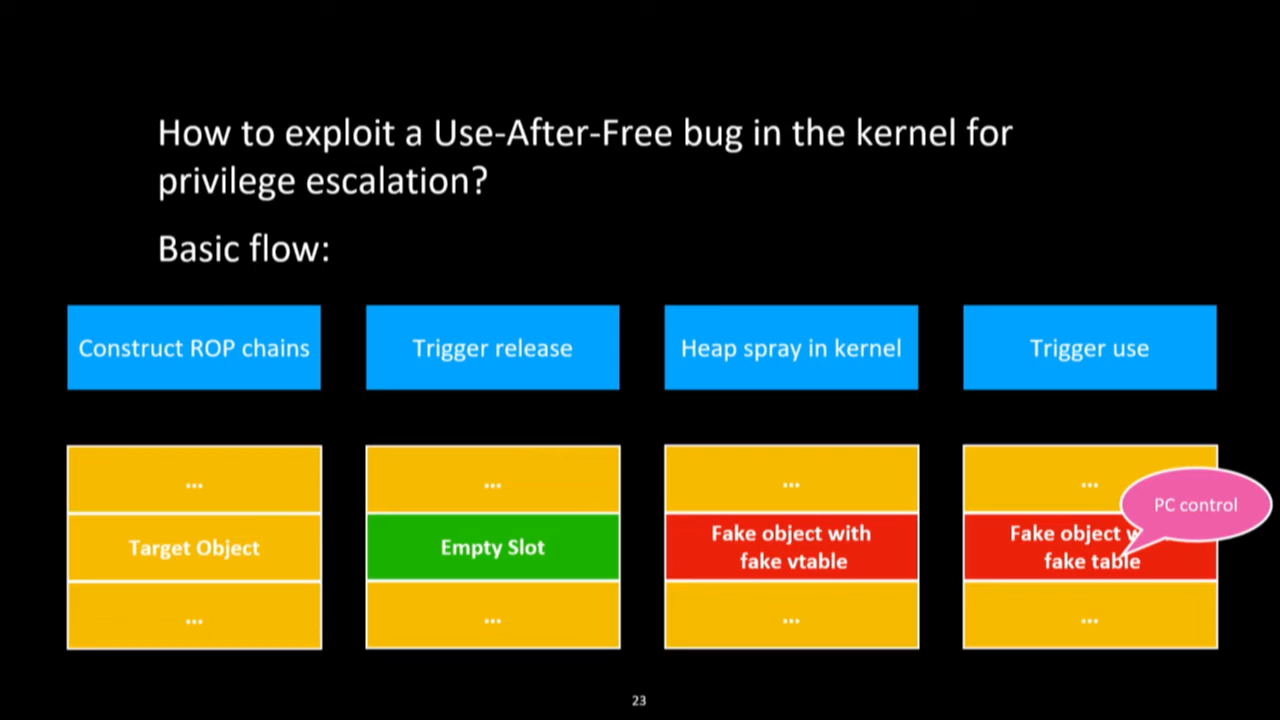 How to exploit a Use-After-Free bug in the kernel for
privilege escalation?
Basic flow:
Construct ROP chains
Trigger release
Heap spray in kernel
Trigger use
...
Target Object
...
...
Empty Slot
...
...
Fake object with
fake vtable
...
...
PC control
Fake object w
fake table
...
23